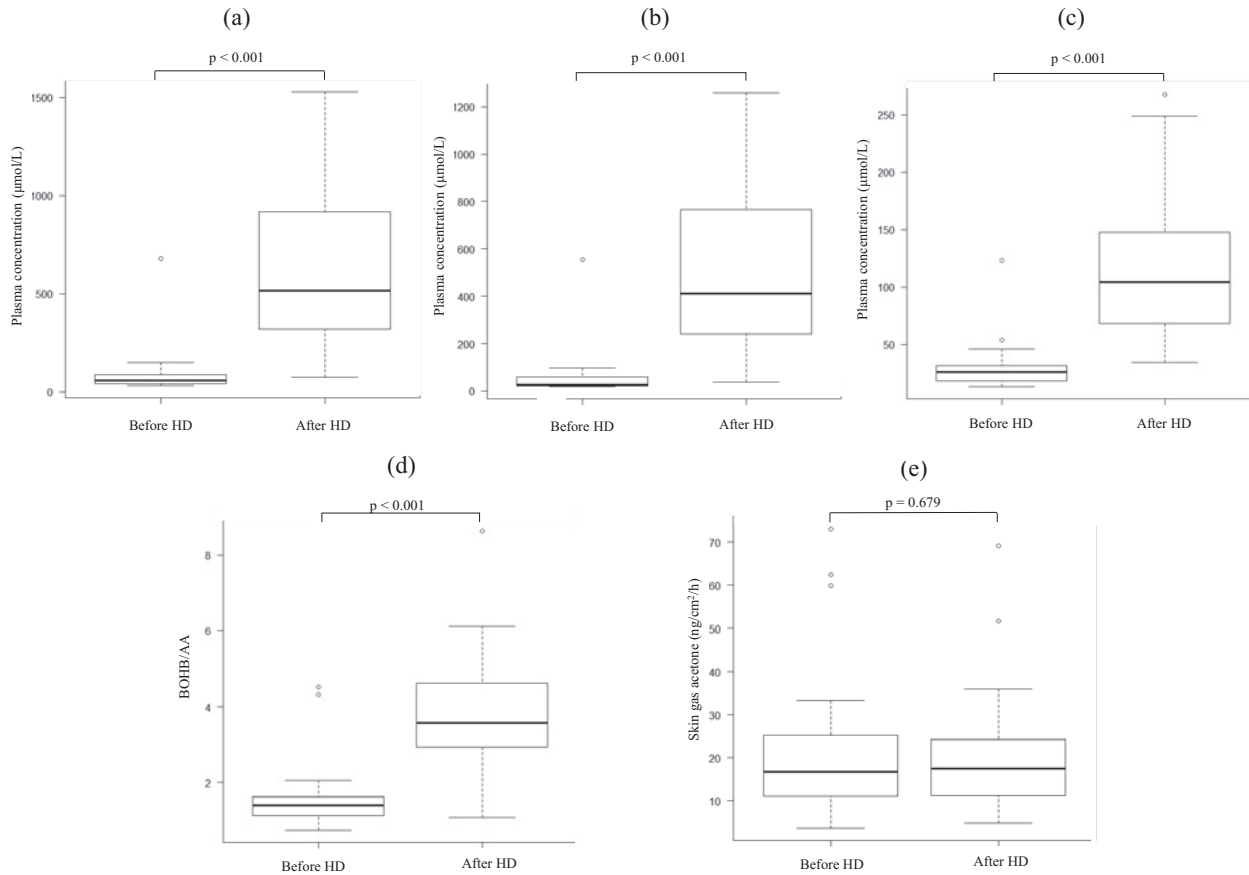 (a)
(b)
(c)
p < 0.001
p < 0.001
p < 0.001
Plasma concentration (μmol/L)
1500
1000
500
0
Before HD
After HD
Plasma concentration (μmol/L)
1200
1000
800
600
400
200
0
Before HD
After HD
Plasma concentration (μmol/L)
250
200
150
100
50
Before HD
After HD
(d)
(e)
p < 0.001
p = 0.679
BOHB/AA
8
6
4
2
Before HD
After HD
Skin gas acetone (ng/cm²/h)
70
60
50
40
30
20
10
Before HD
After HD